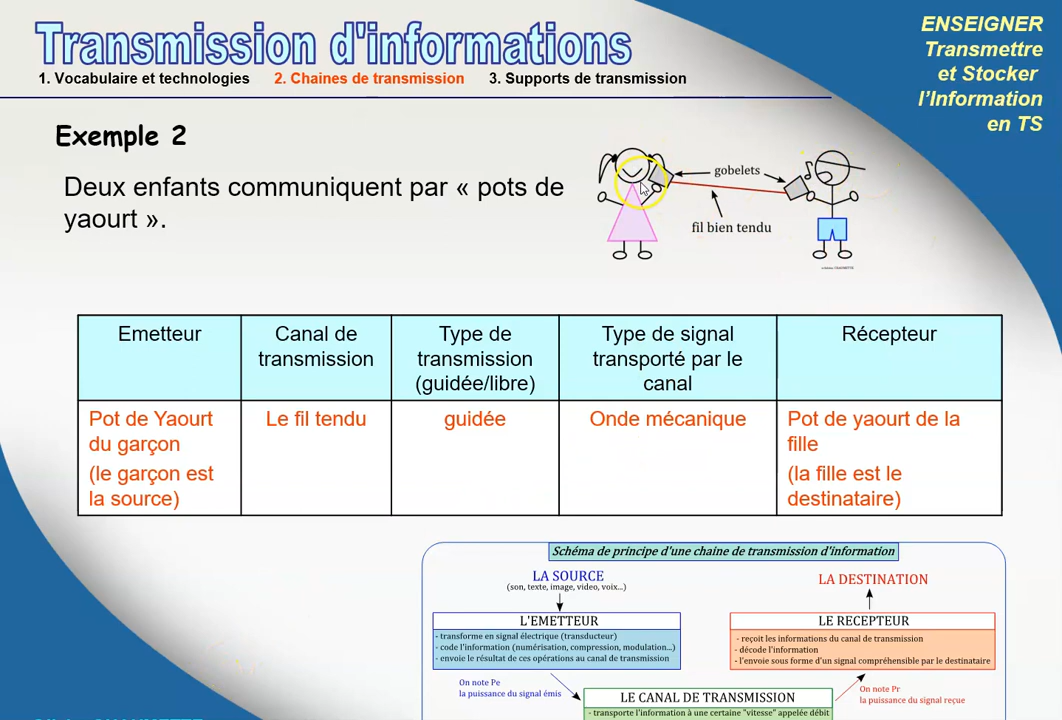 Transmission d'informations
1. Vocabulaire et technologies 2. Chaines de transmission 3. Supports de transmission
ENSEIGNER
Transmettre
et Stocker
l'Information
en TS
Exemple 2
Deux enfants communiquent par « pots de
yaourt ».
gobelets
fil bien tendu
Emetteur
Canal de
transmission
Type de
transmission
(guidée/libre)
Type de signal
transporté par le
canal
Récepteur
Pot de Yaourt
du garçon
(le garçon est
la source)
Le fil tendu
guidée
Onde mécanique
Pot de yaourt de la
fille
(la fille est le
destinataire)
Schéma de principe d'une chaine de transmission d'information
LA SOURCE
(son, texte, image, video, voix...)
LA DESTINATION
L'EMETTEUR
- transforme en signal électrique (transducteur)
- code l'information (numérisation, compression, modulation...)
- envoie le résultat de ces opérations au canal de transmission
LE RECEPTEUR
- reçoit les informations du canal de transmission
- décode l'information
- l'envoie sous forme d'un signal compréhensible par le destinataire
On note Pe
la puissance du signal émis
On note Pr
la puissance du signal reçue
LE CANAL DE TRANSMISSION
- transporte l'information à une certaine "vitesse" appelée débit